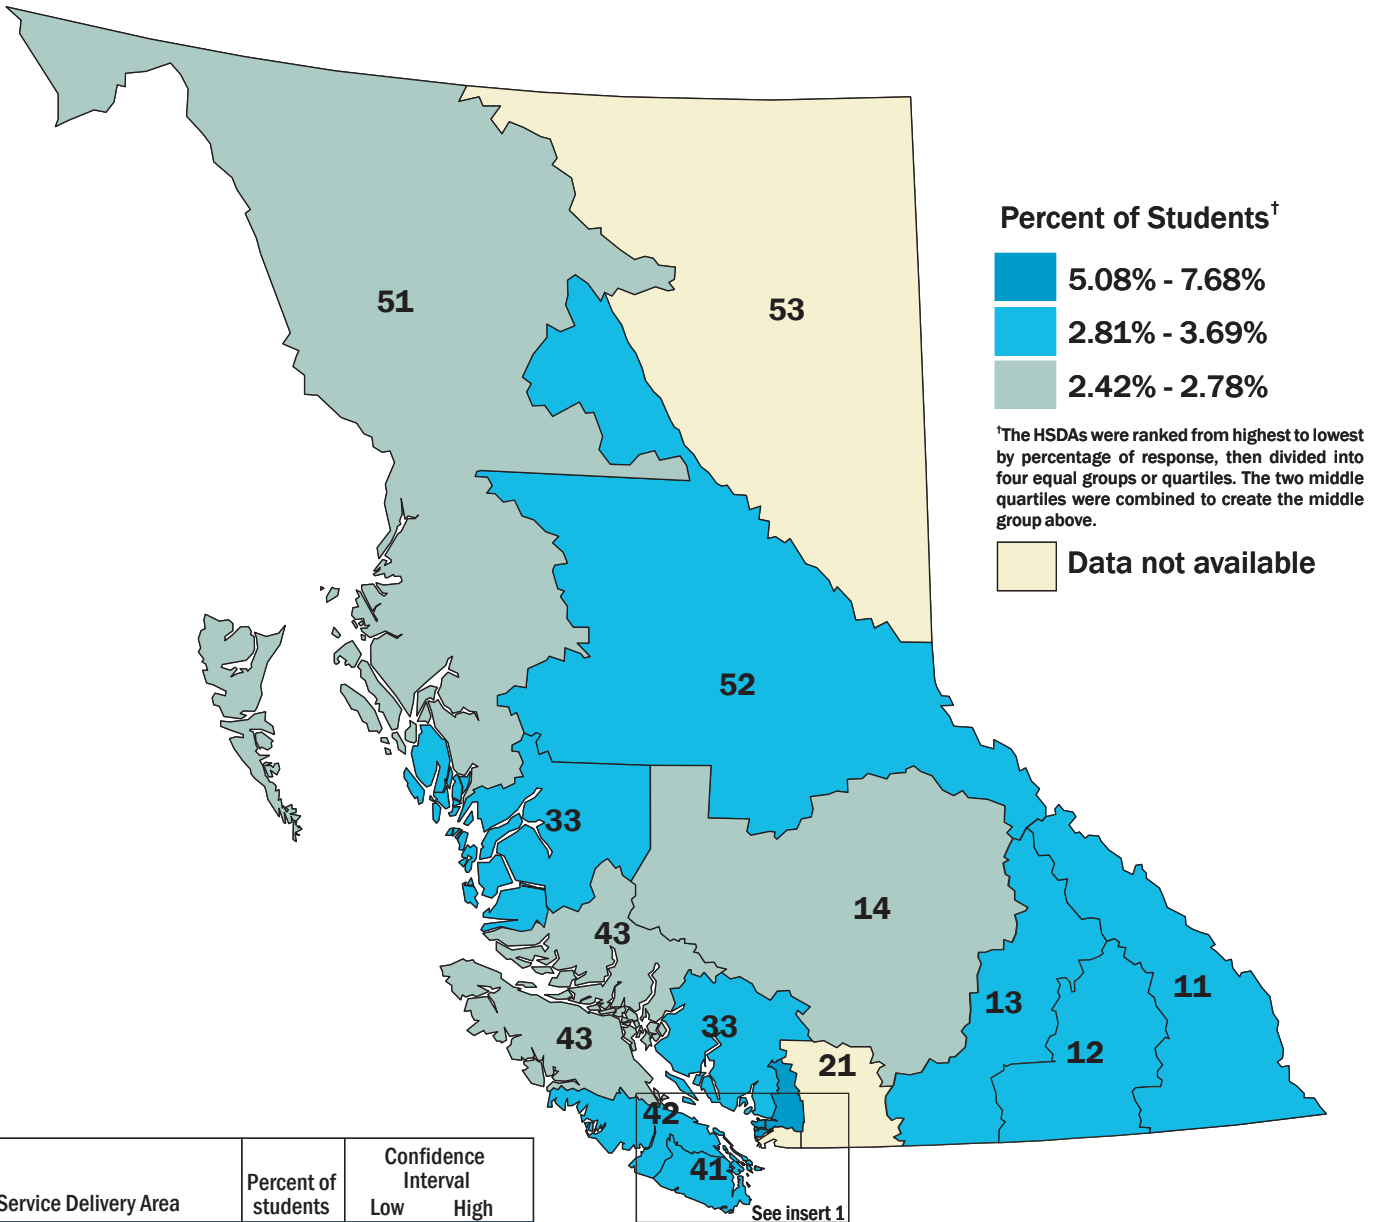 Percent of Students†
5.08% - 7.68%
2.81% - 3.69%
2.42% - 2.78%
†The HSDAs were ranked from highest to lowest
by percentage of response, then divided into
four equal groups or quartiles. The two middle
quartiles were combined to create the middle
group above.
Data not available
51
53
52
33
14
43
11
13
33
43
12
21
42
41
See insert 1
Service Delivery Area
Percent of
students
Confidence
Interval
Low High